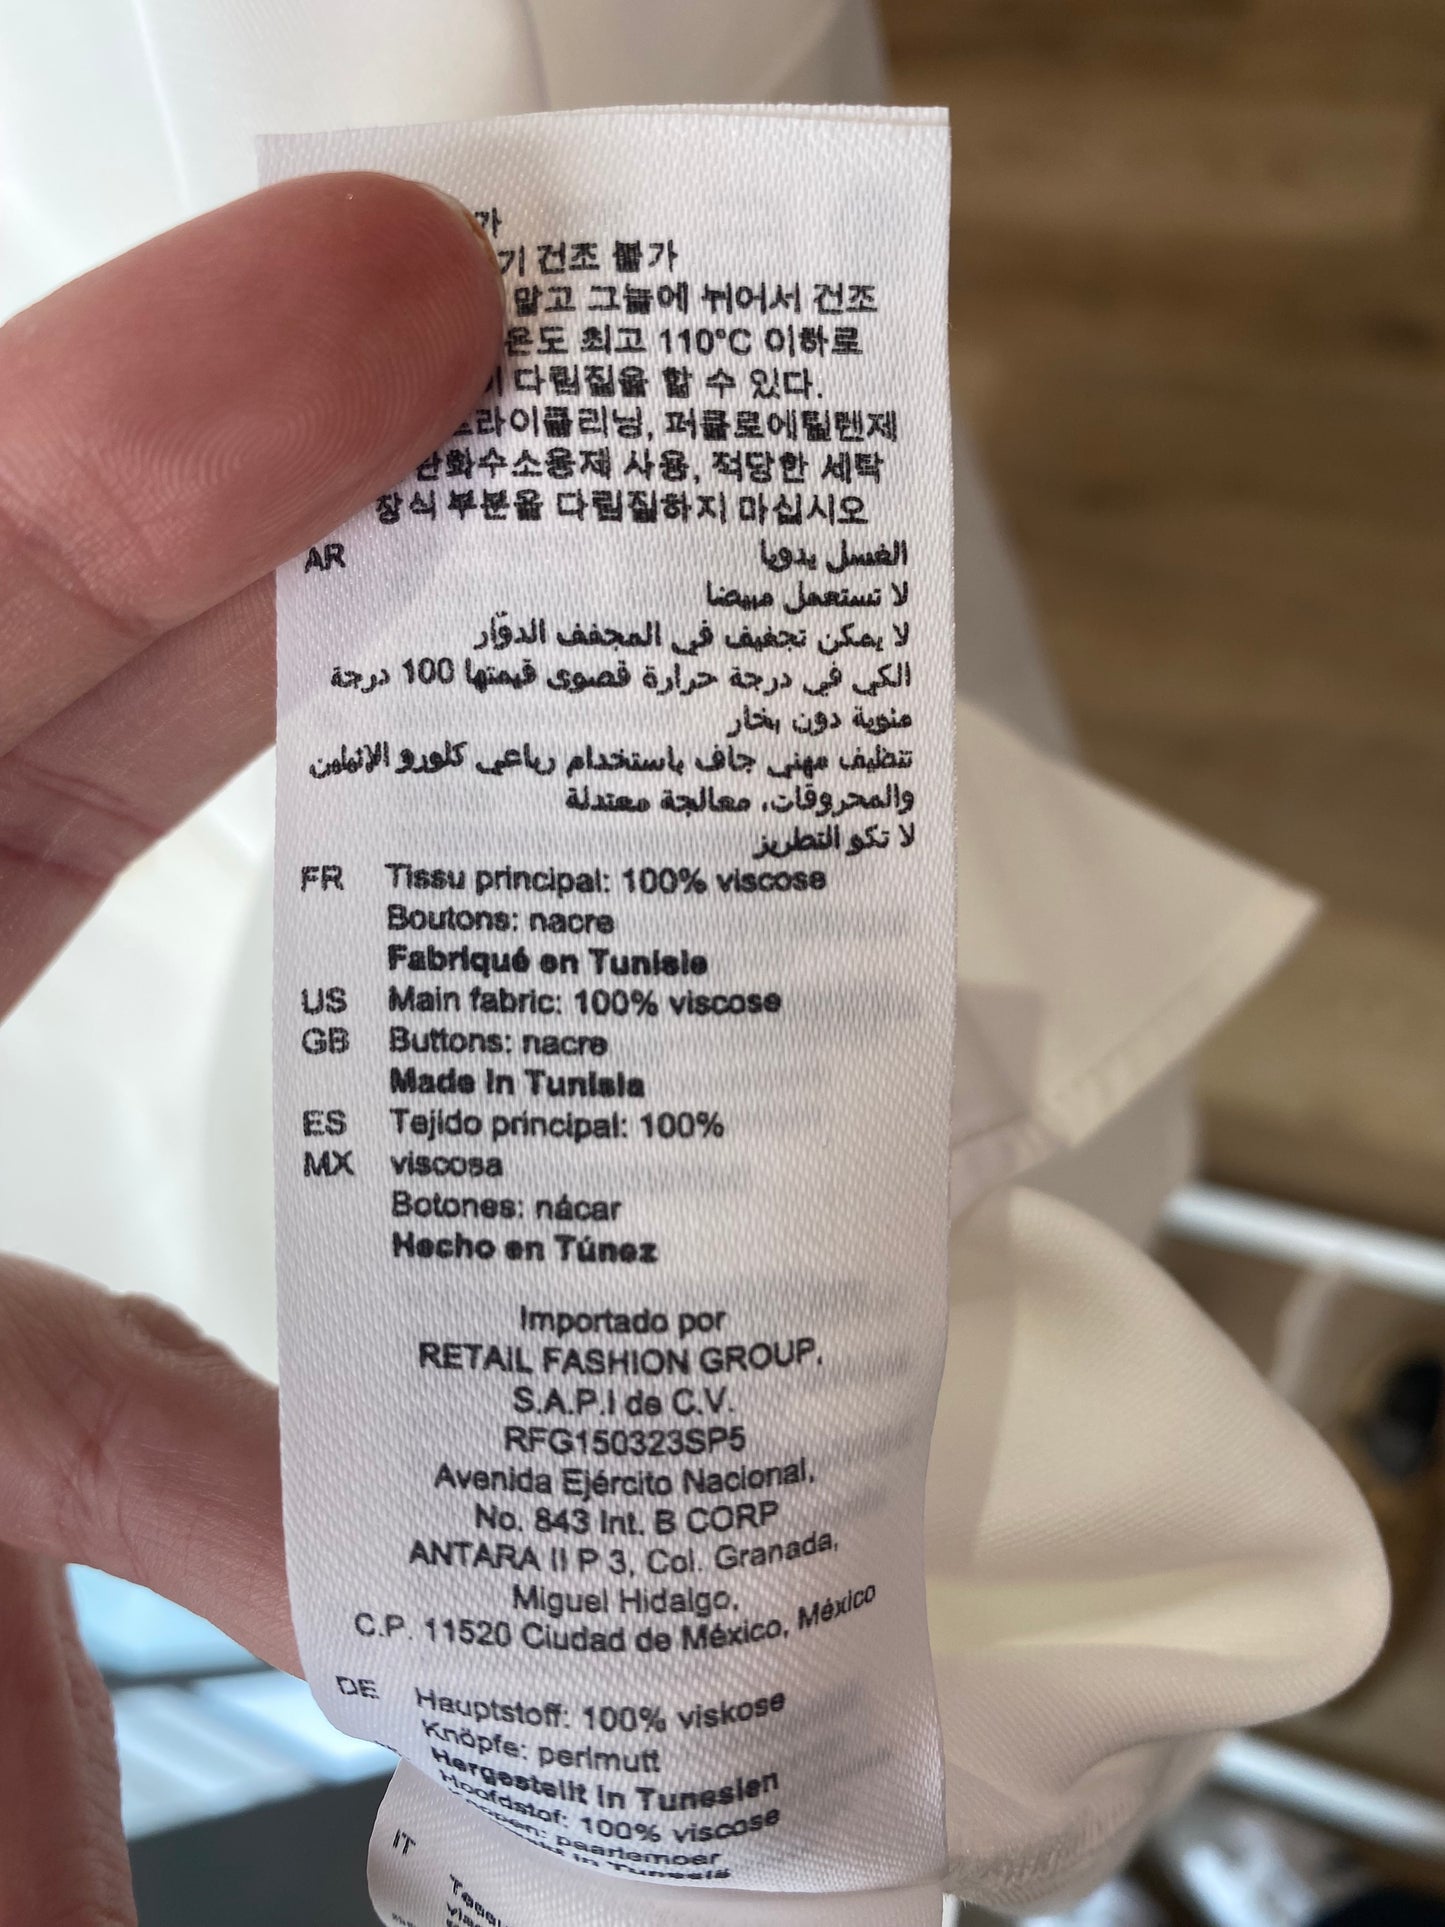 가
기 건조 불가
말고 그늘에 뉘어서 건조
온도 최고 110°C 이하로
다림질을 할 수 있다.
드라이클리닝, 퍼클로에틸렌제
탄화수소용제 사용, 적당한 세탁
장식 부분을 다림질하지 마십시오
AR الغسل يدويا
لا تستعمل مبيضا
لا يمكن تجفيف في المجفف الدوّار
الكي في درجة حرارة قصوى قيمتها 100 درجة
مئوية دون بخار
تنظيف مهني جاف باستخدام رباعي كلورو الإثيلين
والمحروقات، معالجة معتدلة
لا تكو التطريز
FR Tissu principal: 100% viscose
Boutons: nacre
Fabriqué en Tunisie
US Main fabric: 100% viscose
GB Buttons: nacre
Made in Tunisia
ES Tejido principal: 100%
MX viscosa
Botones: nácar
Hecho en Túnez
Importado por
RETAIL FASHION GROUP,
S.A.P.I de C.V.
RFG150323SP5
Avenida Ejército Nacional,
No. 843 Int. B CORP
ANTARA II P 3, Col. Granada,
Miguel Hidalgo,
C.P. 11520 Ciudad de México, México
DE Hauptstoff: 100% viskose
Knöpfe: perlmutt
Hergestellt in Tunesien
Hoofdstof: 100% viscose
paarlemoer
in Tunesië
IT